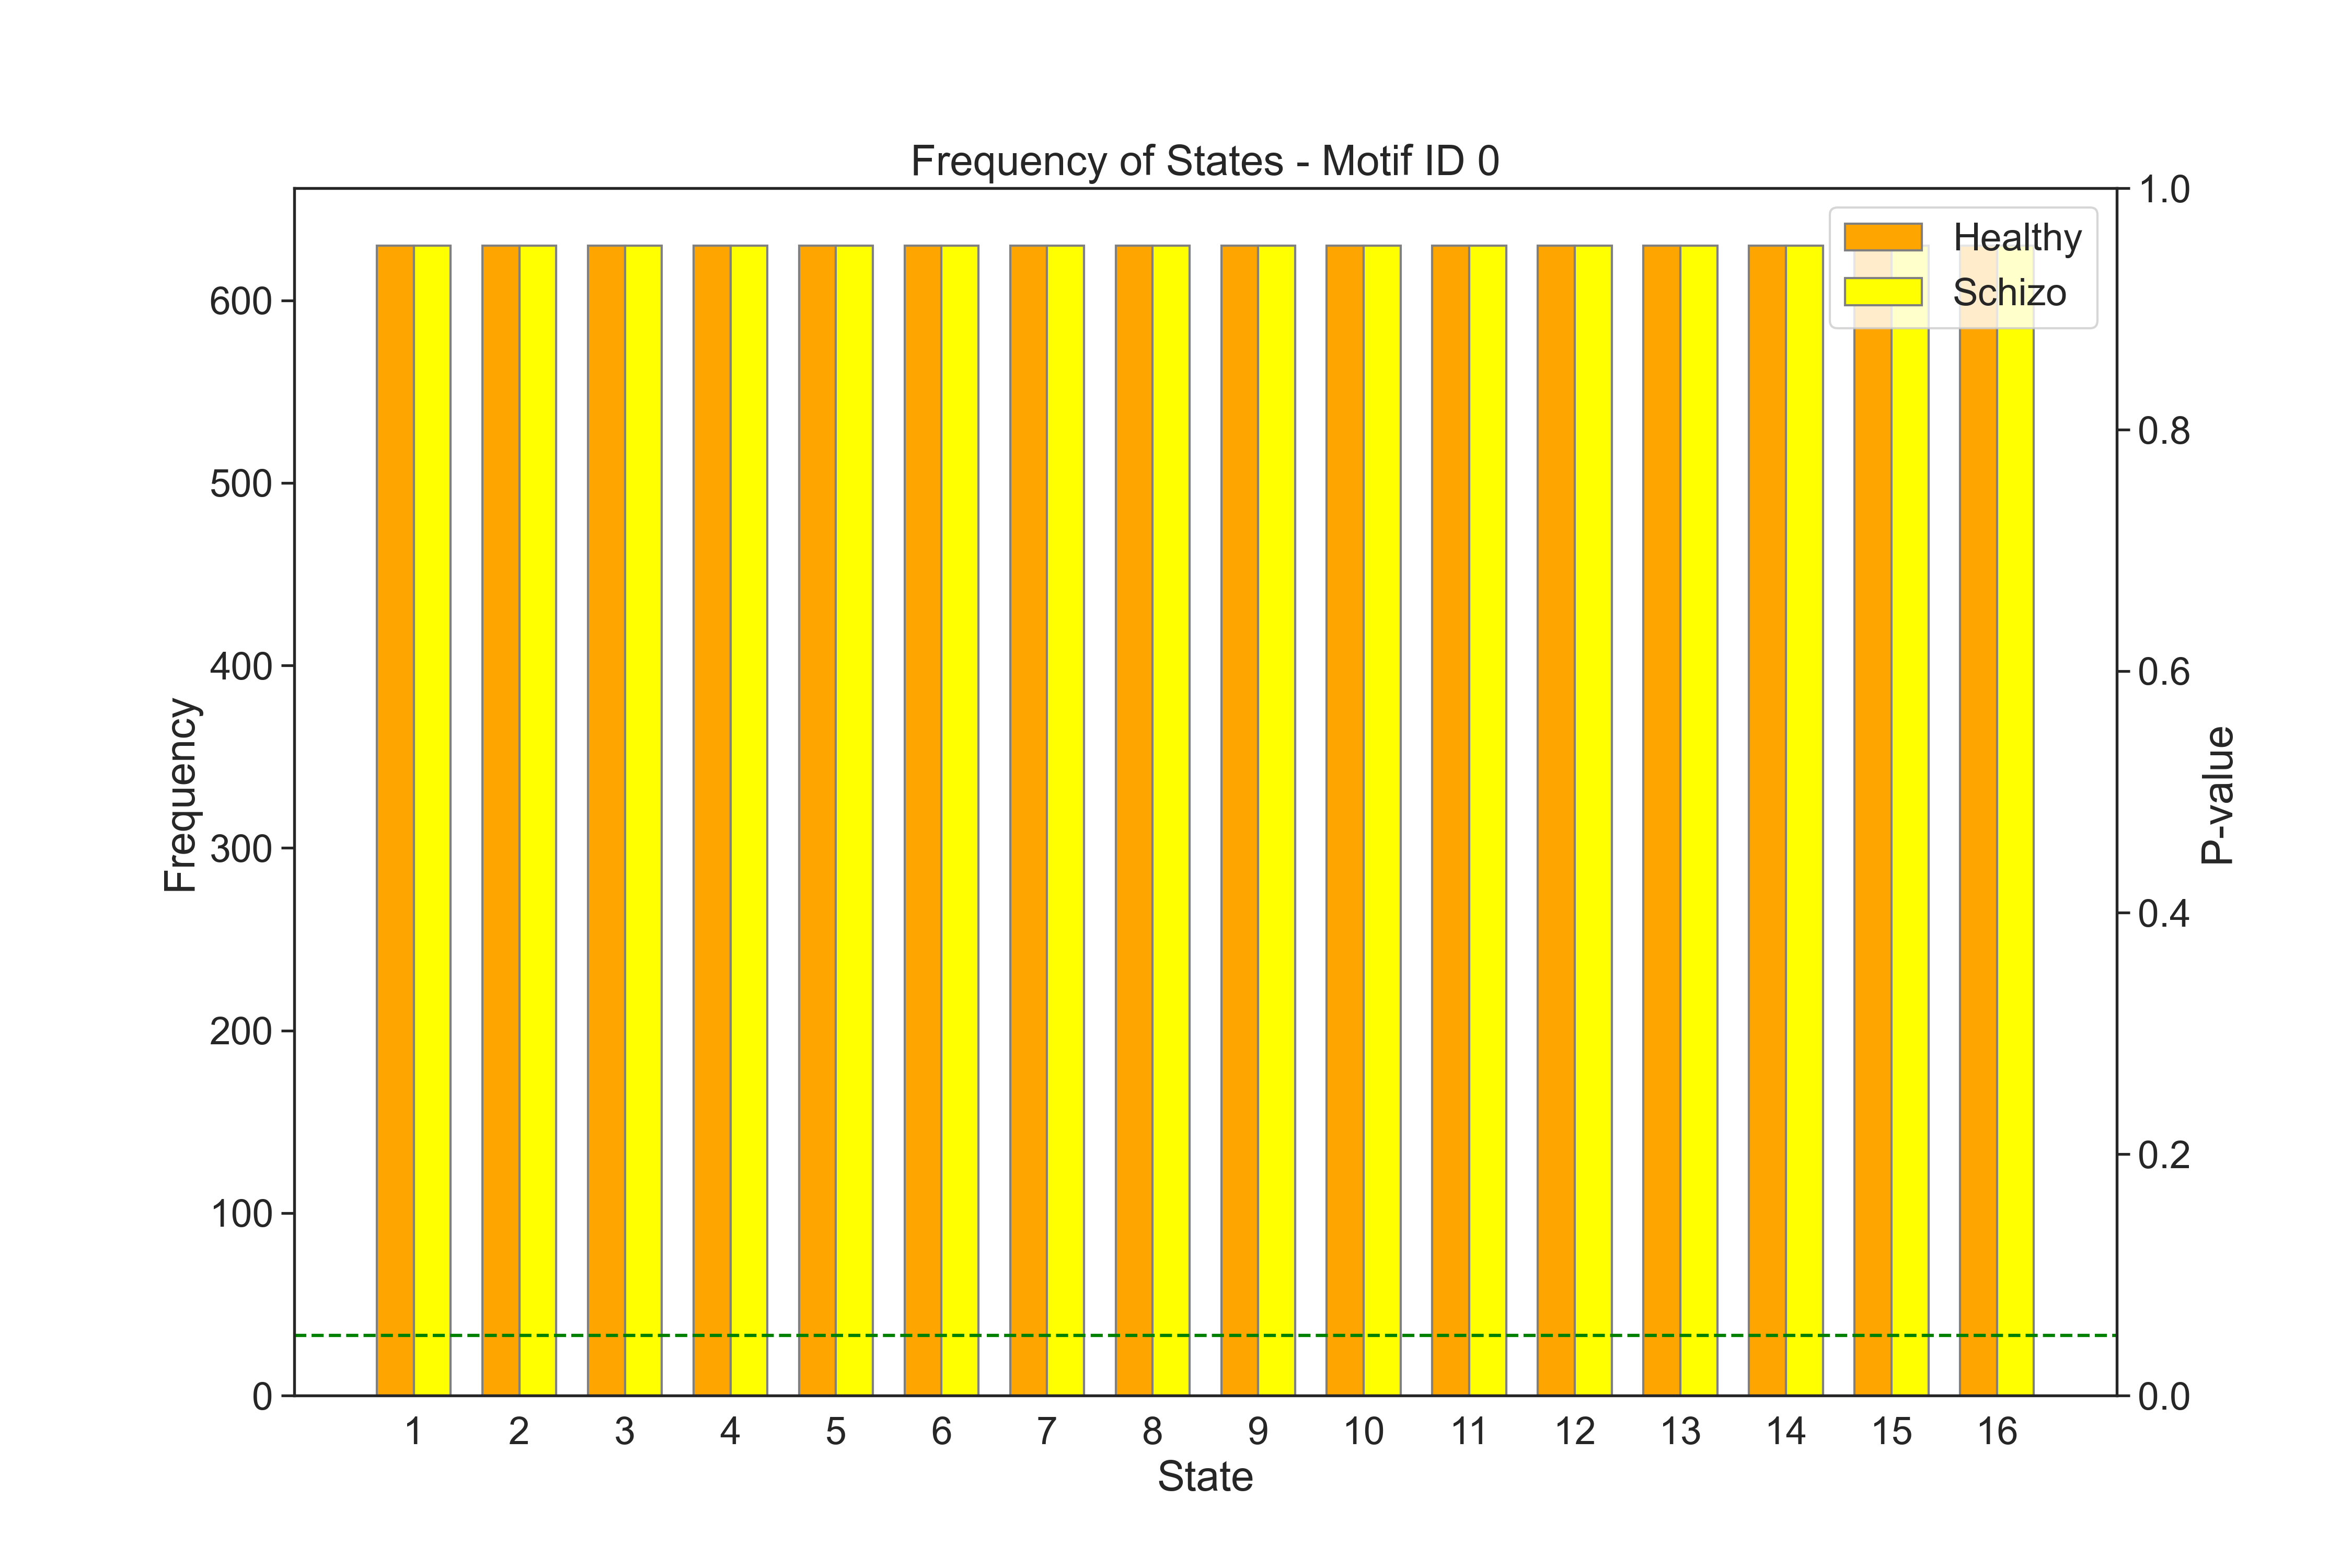 Frequency of States - Motif ID 0
Healthy
Schizo
Frequency
600
500
400
300
200
100
0
P-value
1.0
0.8
0.6
0.4
0.2
0.0
1 2 3 4 5 6 7 8 9 10 11 12 13 14 15 16
State